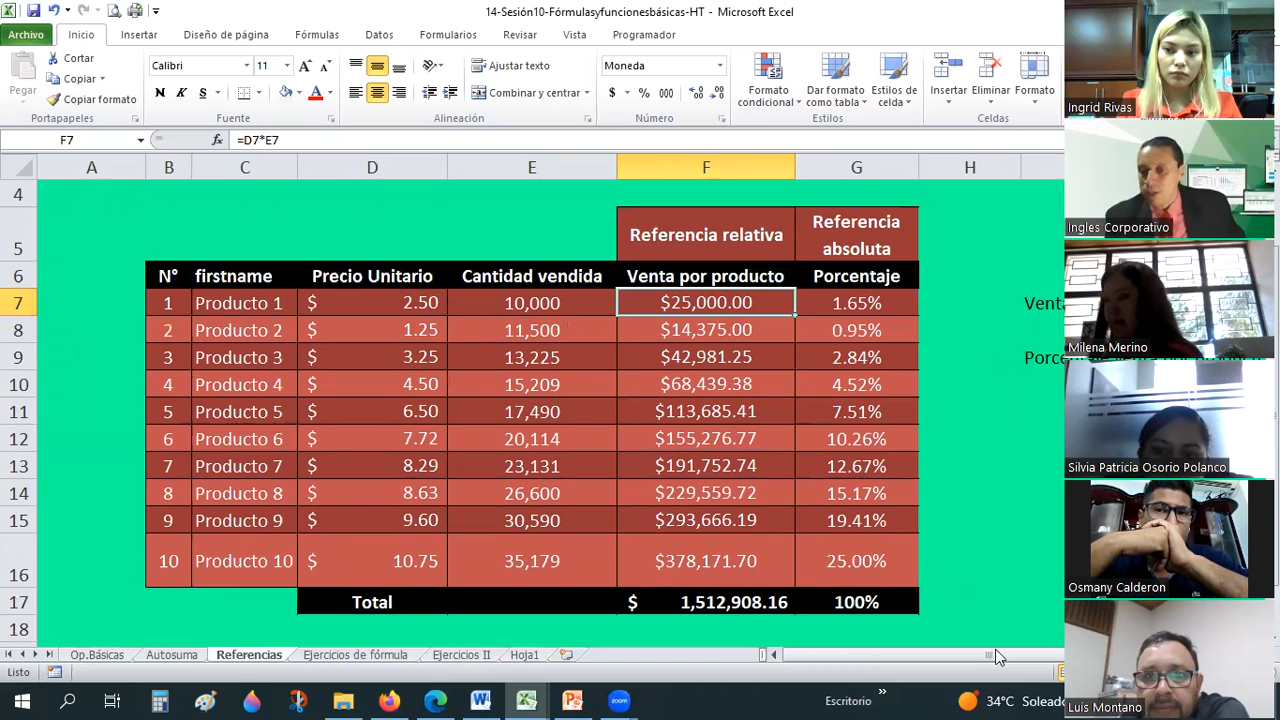 14-Sesión10-Fórmulasyfuncionesbásicas-HT - Microsoft Excel
Archivo Inicio Insertar Diseño de página Fórmulas Datos Formularios Revisar Vista Programador
Cortar
Copiar
Copiar formato
Pegar
Portapapeles
Calibri 11
N K S
Fuente
Ajustar texto
Combinar y centrar
Alineación
Moneda
$ % 000
Número
Formato condicional
Dar formato como tabla
Estilos de celda
Estilos
Insertar Eliminar Formato
Celdas
F7 fx =D7*E7
A B C D E F G H
4
5 Referencia relativa Referencia absoluta
6 N° firstname Precio Unitario Cantidad vendida Venta por producto Porcentaje
7 1 Producto 1 $ 2.50 10,000 $25,000.00 1.65% Venta
8 2 Producto 2 $ 1.25 11,500 $14,375.00 0.95%
9 3 Producto 3 $ 3.25 13,225 $42,981.25 2.84%
10 4 Producto 4 $ 4.50 15,209 $68,439.38 4.52%
11 5 Producto 5 $ 6.50 17,490 $113,685.41 7.51%
12 6 Producto 6 $ 7.72 20,114 $155,276.77 10.26%
13 7 Producto 7 $ 8.29 23,131 $191,752.74 12.67%
14 8 Producto 8 $ 8.63 26,600 $229,559.72 15.17%
15 9 Producto 9 $ 9.60 30,590 $293,666.19 19.41%
16 10 Producto 10 $ 10.75 35,179 $378,171.70 25.00%
17 Total $ 1,512,908.16 100%
18
Op.Básicas Autosuma Referencias Ejercicios de fórmula Ejercicios II Hoja1
Listo
Escritorio » 34°C Soleado
zoom
Ingrid Rivas
Ingles Corporativo
Milena Merino
Silvia Patricia Osorio Polanco
Osmany Calderon
Luis Montano